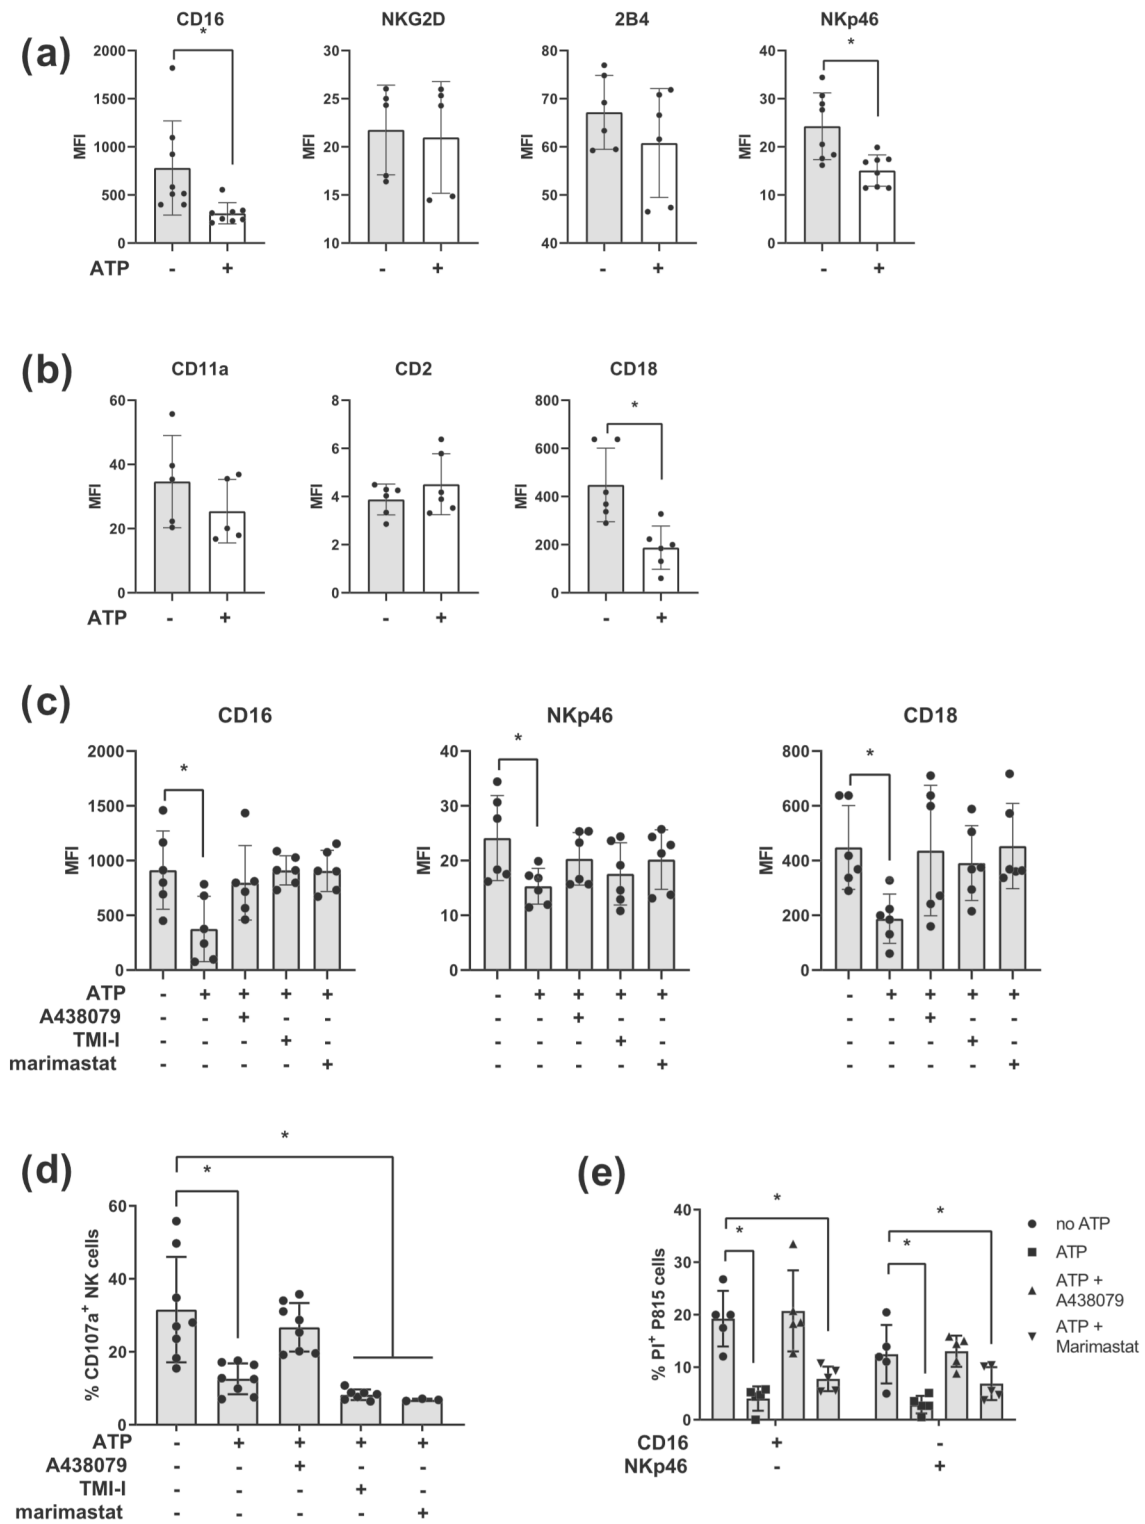 (a)
CD16
NKG2D
2B4
NKp46
*
*
2000
1500
1000
500
0
MFI
30
25
20
15
10
MFI
80
70
60
50
40
MFI
40
30
20
10
0
MFI
ATP - + - + - + - +
(b)
CD11a
CD2
CD18
*
60
40
20
0
MFI
8
6
4
2
0
MFI
800
600
400
200
0
MFI
ATP - + - + - +
(c)
CD16
NKp46
CD18
*
*
*
2000
1500
1000
500
0
MFI
40
30
20
10
0
MFI
800
600
400
200
0
MFI
ATP - + + + + - + + + + - + + + +
A438079 - - + - - - - + - - - - + - -
TMI-I - - - + - - - - + - - - - + -
marimastat - - - - + - - - - + - - - - +
(d)
*
*
60
40
20
0
% CD107a+ NK cells
ATP - + + + +
A438079 - - + - -
TMI-I - - - + -
marimastat - - - - +
(e)
*
*
*
*
40
30
20
10
0
% PI+ P815 cells
CD16 + -
NKp46 - +
no ATP
ATP
ATP +
A438079
ATP +
Marimastat